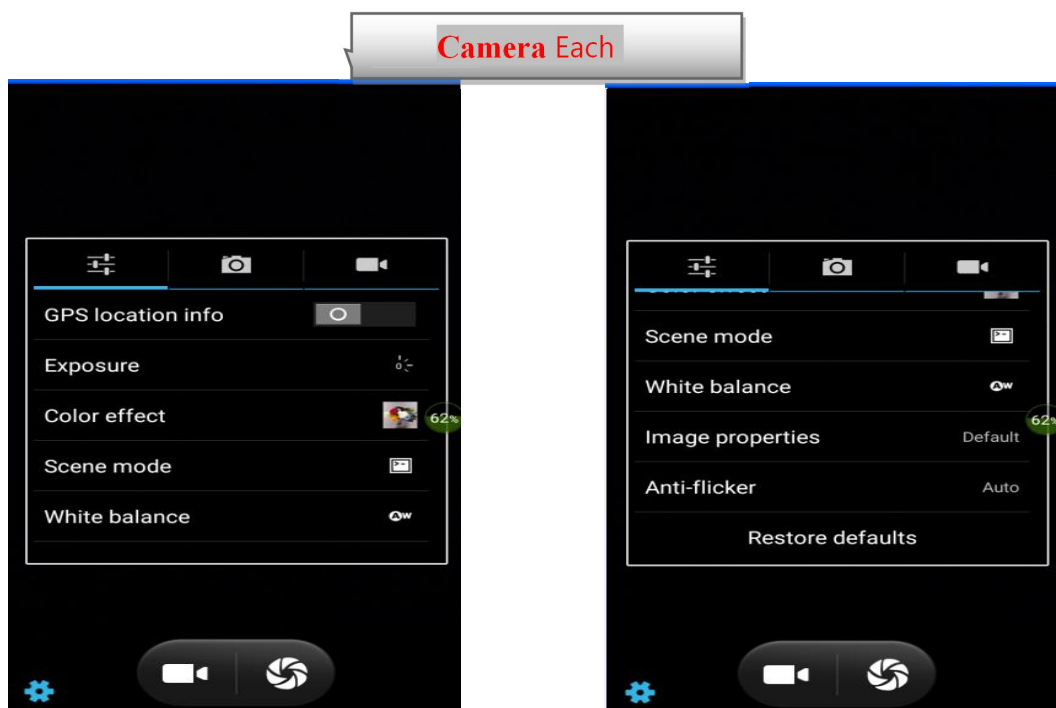 Camera Each
GPS location info
Exposure
Color effect
62%
Scene mode
White balance
Scene mode
White balance
62%
Image properties Default
Anti-flicker Auto
Restore defaults